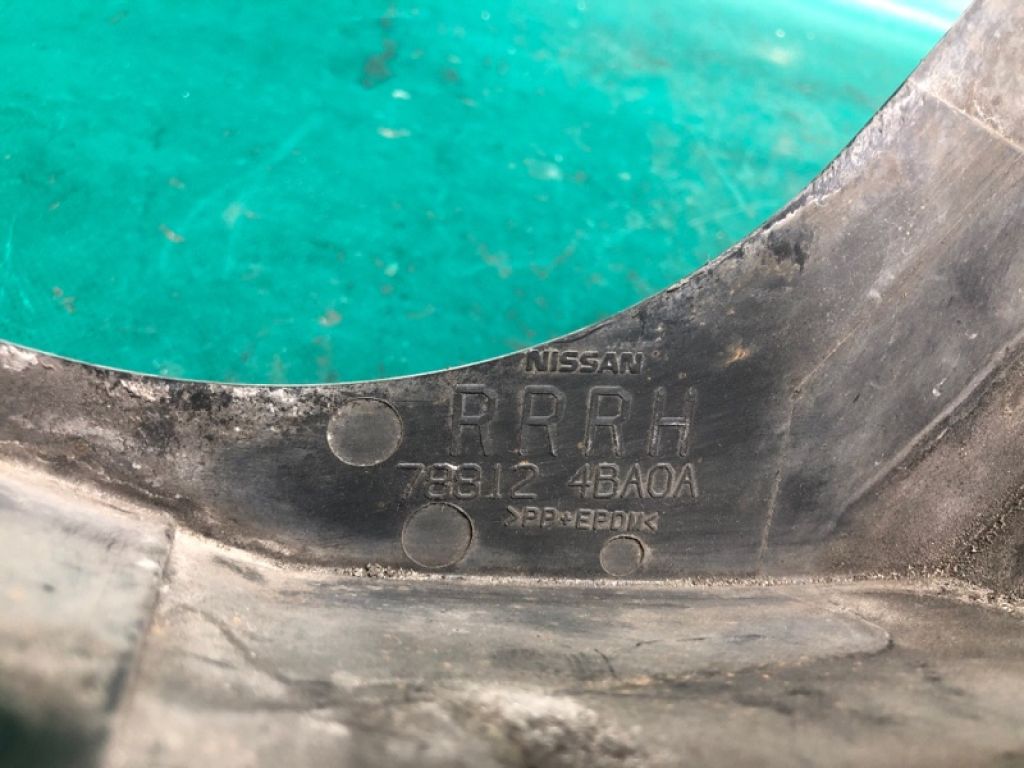 NISSAN
RRRH
78812 4BA0A
>PP+EPDM<